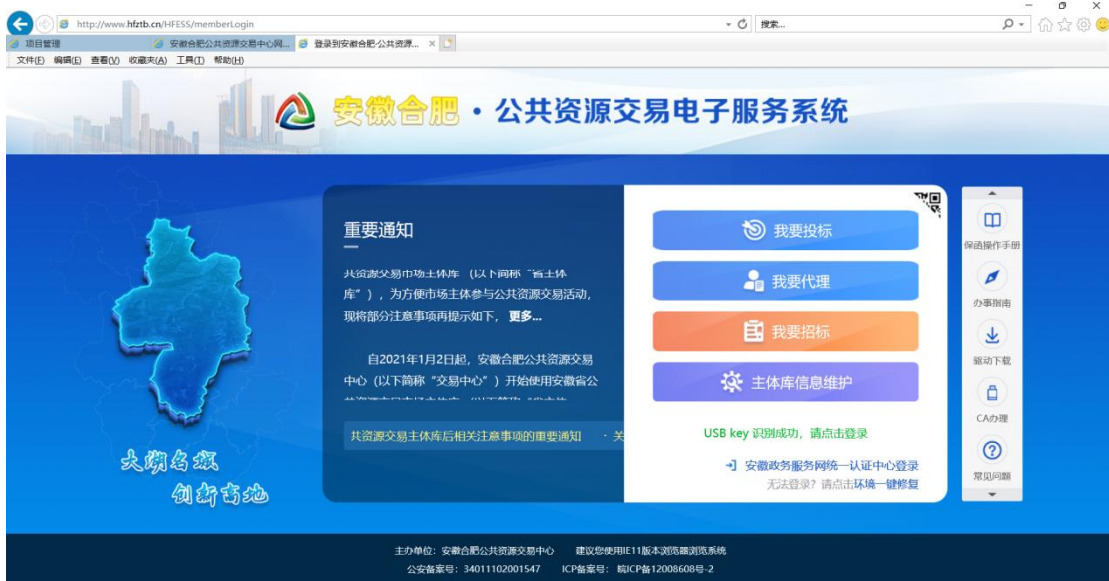 http://www.hfztb.cn/HFESS/memberLogin
搜索...
项目管理
安徽合肥公共资源交易中心网...
登录到安徽合肥·公共资源...
文件(F) 编辑(E) 查看(V) 收藏夹(A) 工具(T) 帮助(H)
安徽合肥·公共资源交易电子服务系统
重要通知
共资源交易市场主体库 （以下简称“省主体
库”），为方便市场主体参与公共资源交易活动，
现将部分注意事项再提示如下， 更多...
自2021年1月2日起，安徽合肥公共资源交易
中心（以下简称“交易中心”）开始使用安徽省公
共资源交易主体库后相关注意事项的重要通知 · 关
我要投标
我要代理
我要招标
主体库信息维护
USB key 识别成功，请点击登录
安徽政务服务网统一认证中心登录
无法登录？请点击环境一键修复
保函操作手册
办事指南
驱动下载
CA办理
常见问题
大湖名城
创新高地
主办单位：安徽合肥公共资源交易中心 建议您使用IE11版本浏览器浏览系统
公安备案号：34011102001547 ICP备案号：皖ICP备12008608号-2